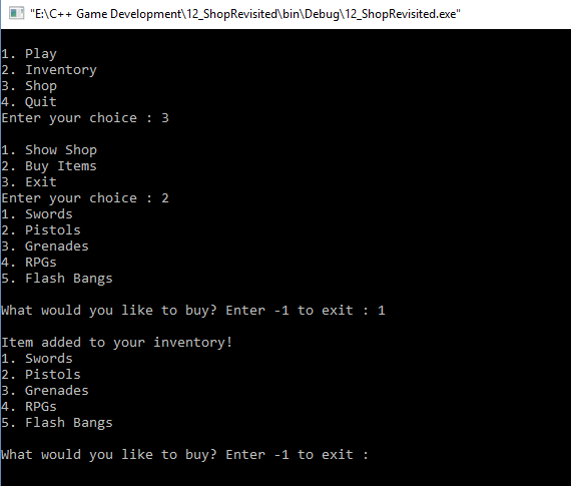 "E:\C++ Game Development\12_ShopRevisited\bin\Debug\12_ShopRevisited.exe"
1. Play
2. Inventory
3. Shop
4. Quit
Enter your choice : 3
1. Show Shop
2. Buy Items
3. Exit
Enter your choice : 2
1. Swords
2. Pistols
3. Grenades
4. RPGs
5. Flash Bangs
What would you like to buy? Enter -1 to exit : 1
Item added to your inventory!
1. Swords
2. Pistols
3. Grenades
4. RPGs
5. Flash Bangs
What would you like to buy? Enter -1 to exit :